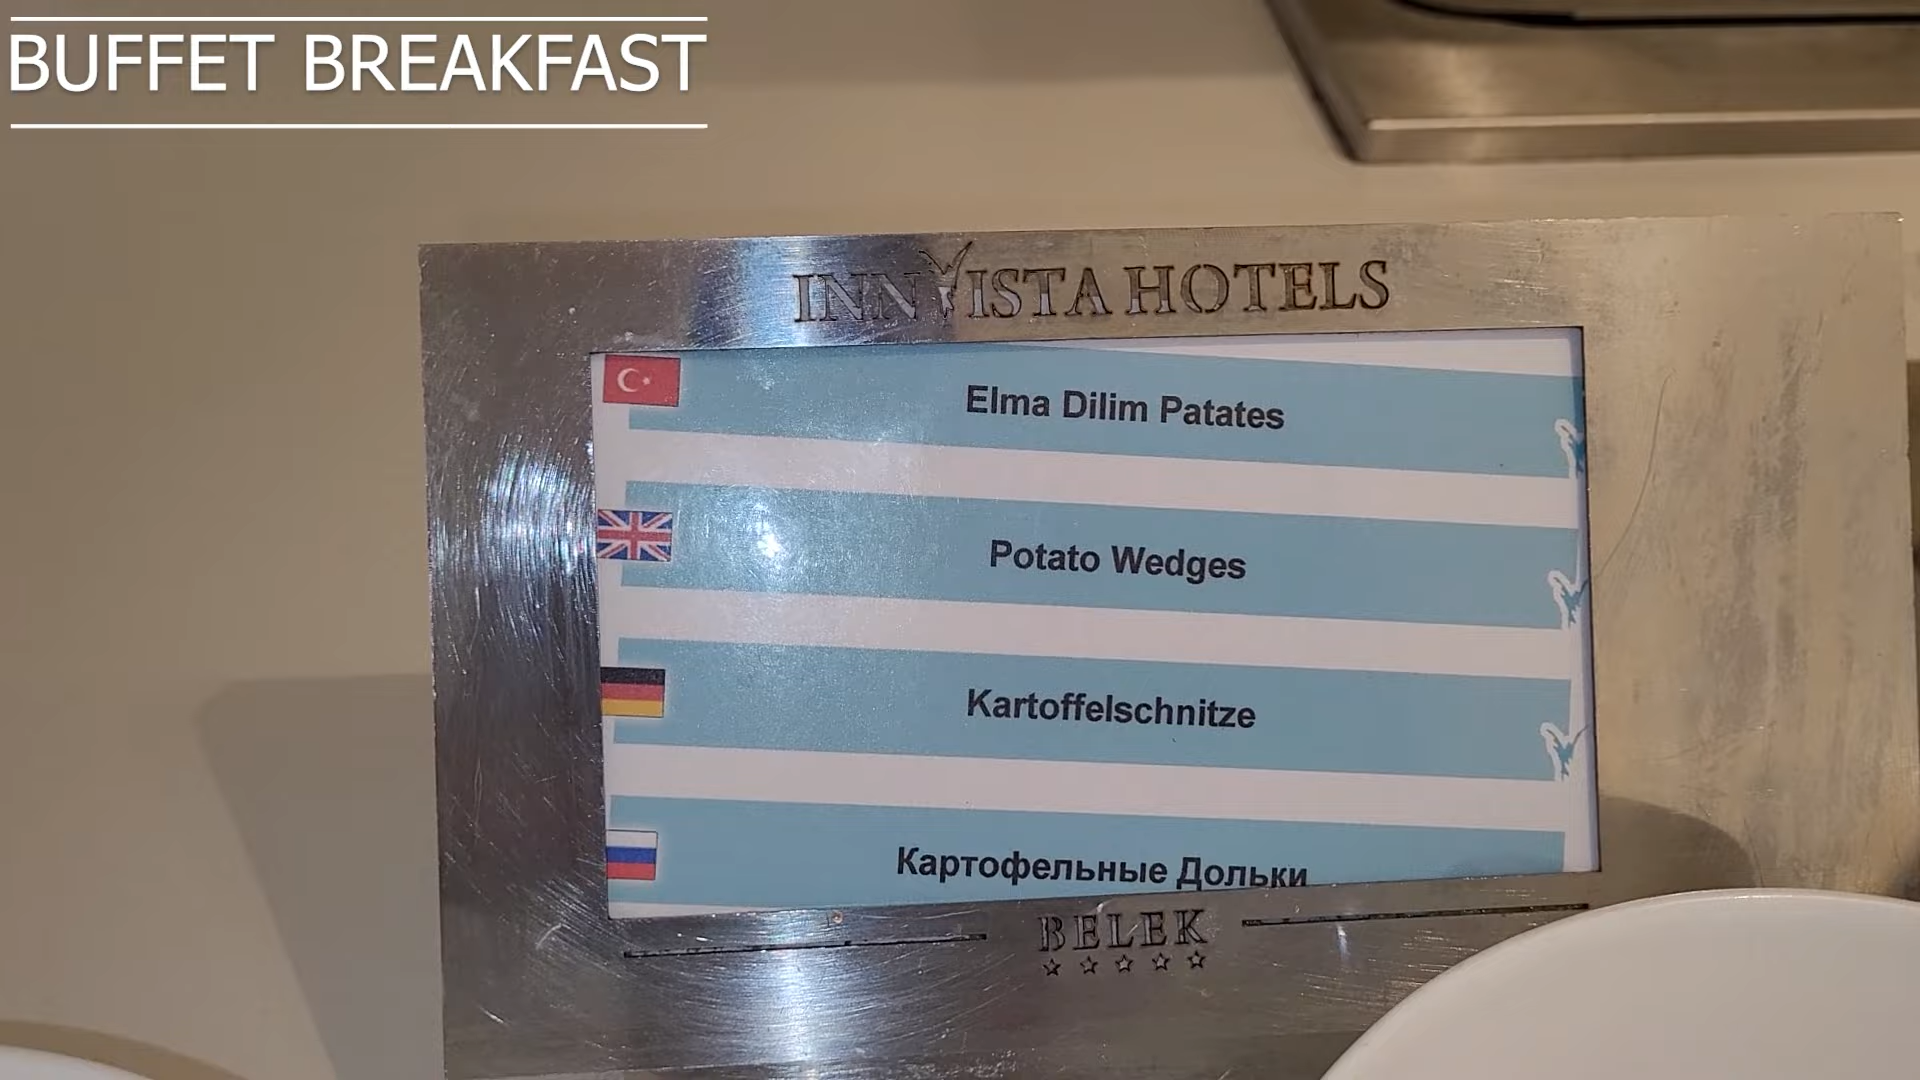 BUFFET BREAKFAST
INNVISTA HOTELS
Elma Dilim Patates
Potato Wedges
Kartoffelschnitze
Картофельные Дольки
BELEK